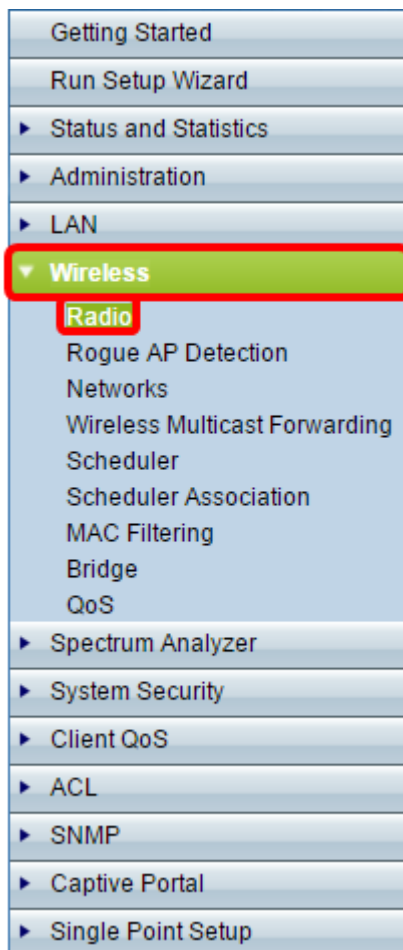 Getting Started
Run Setup Wizard
Status and Statistics
Administration
LAN
Wireless
Radio
Rogue AP Detection
Networks
Wireless Multicast Forwarding
Scheduler
Scheduler Association
MAC Filtering
Bridge
QoS
Spectrum Analyzer
System Security
Client QoS
ACL
SNMP
Captive Portal
Single Point Setup